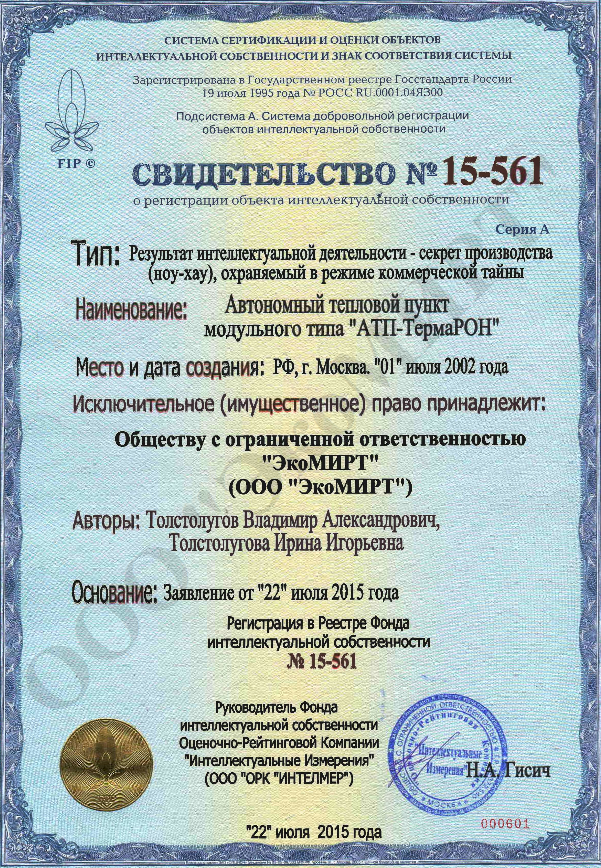 СИСТЕМА СЕРТИФИКАЦИИ И ОЦЕНКИ ОБЪЕКТОВ
ИНТЕЛЛЕКТУАЛЬНОЙ СОБСТВЕННОСТИ И ЗНАК СООТВЕТСТВИЯ СИСТЕМЫ
Зарегистрирована в Государственном реестре Госстандарта России
19 июля 1995 года № РОСС RU.0001.04ЯЗ00
Подсистема А. Система добровольной регистрации
объектов интеллектуальной собственности
FIP ©
СВИДЕТЕЛЬСТВО № 15-561
о регистрации объекта интеллектуальной собственности
Серия А
Тип: Результат интеллектуальной деятельности - секрет производства
(ноу-хау), охраняемый в режиме коммерческой тайны
Наименование: Автономный тепловой пункт
модульного типа "АТП-ТермаРОН"
Место и дата создания: РФ, г. Москва. "01" июля 2002 года
Исключительное (имущественное) право принадлежит:
Обществу с ограниченной ответственностью
"ЭкоМИРТ"
(ООО "ЭкоМИРТ")
Авторы: Толстолугов Владимир Александрович,
Толстолугова Ирина Игорьевна
Основание: Заявление от "22" июля 2015 года
Регистрация в Реестре Фонда
интеллектуальной собственности
№ 15-561
Руководитель Фонда
интеллектуальной собственности
Оценочно-Рейтинговой Компании
"Интеллектуальные Измерения"
(ООО "ОРК "ИНТЕЛМЕР")
Интеллектуальные
Измерения
МОСКВА
Н.А. Гисич
000601
"22" июля 2015 года
ООО "ЭкоМИРТ"